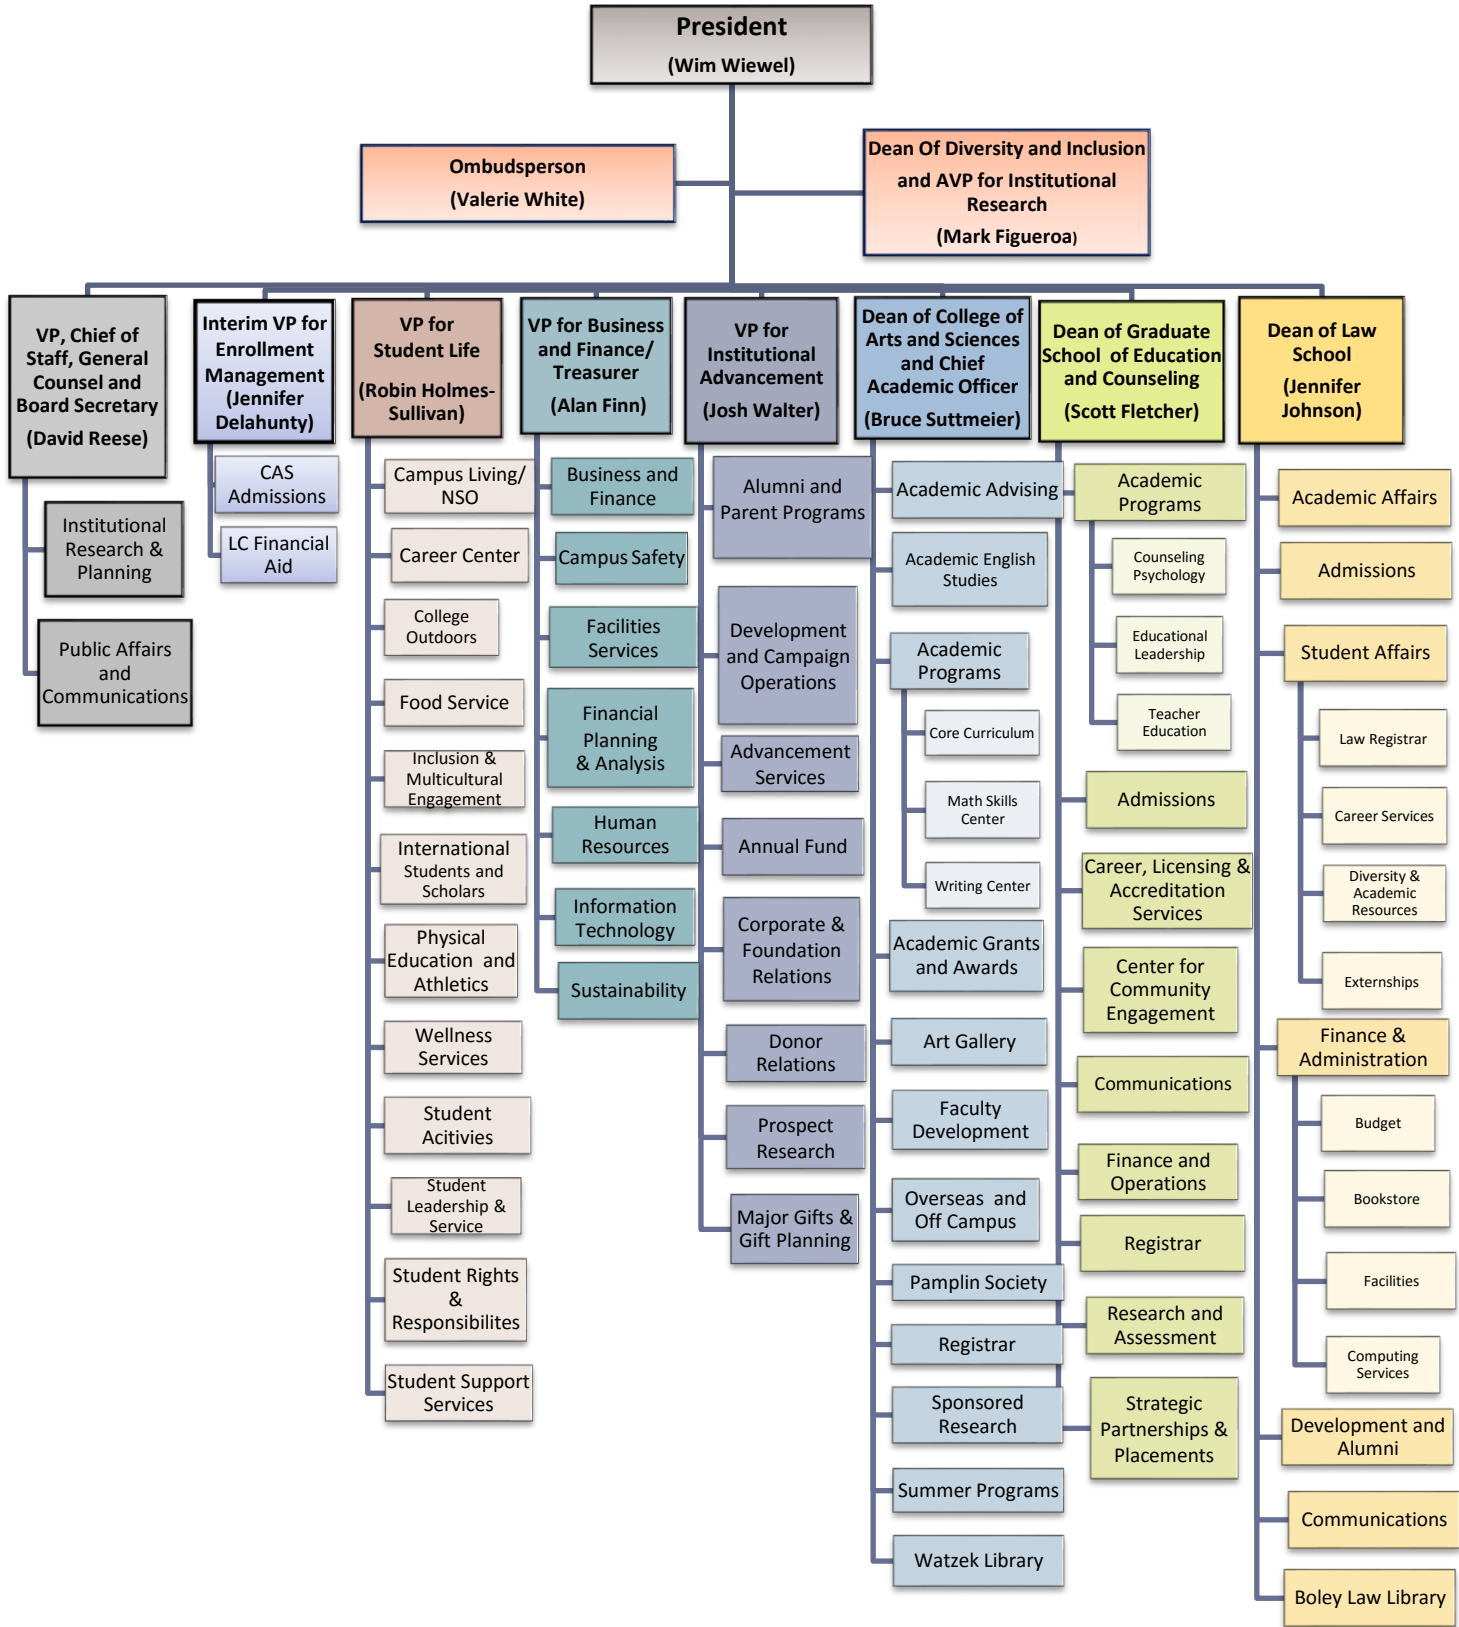 President
(Wim Wiewel)
Ombudsperson
(Valerie White)
Dean Of Diversity and Inclusion
and AVP for Institutional
Research
(Mark Figueroa)
VP, Chief of
Staff, General
Counsel and
Board Secretary
(David Reese)
Institutional
Research &
Planning
Public Affairs
and
Communications
Interim VP for
Enrollment
Management
(Jennifer
Delahunty)
CAS
Admissions
LC Financial
Aid
VP for
Student Life
(Robin Holmes-
Sullivan)
Campus Living/
NSO
Career Center
College
Outdoors
Food Service
Inclusion &
Multicultural
Engagement
International
Students and
Scholars
Physical
Education and
Athletics
Wellness
Services
Student
Acitivies
Student
Leadership &
Service
Student Rights
&
Responsibilites
Student Support
Services
VP for Business
and Finance/
Treasurer
(Alan Finn)
Business and
Finance
Campus Safety
Facilities
Services
Financial
Planning
& Analysis
Human
Resources
Information
Technology
Sustainability
VP for
Institutional
Advancement
(Josh Walter)
Alumni and
Parent Programs
Development
and Campaign
Operations
Advancement
Services
Annual Fund
Corporate &
Foundation
Relations
Donor
Relations
Prospect
Research
Major Gifts &
Gift Planning
Dean of College of
Arts and Sciences
and Chief
Academic Officer
(Bruce Suttmeier)
Academic Advising
Academic English
Studies
Academic
Programs
Core Curriculum
Math Skills
Center
Writing Center
Academic Grants
and Awards
Art Gallery
Faculty
Development
Overseas and
Off Campus
Pamplin Society
Registrar
Sponsored
Research
Summer Programs
Watzek Library
Dean of Graduate
School of Education
and Counseling
(Scott Fletcher)
Academic
Programs
Counseling
Psychology
Educational
Leadership
Teacher
Education
Admissions
Career, Licensing &
Accreditation
Services
Center for
Community
Engagement
Communications
Finance and
Operations
Registrar
Research and
Assessment
Strategic
Partnerships &
Placements
Dean of Law
School
(Jennifer
Johnson)
Academic Affairs
Admissions
Student Affairs
Law Registrar
Career Services
Diversity &
Academic
Resources
Externships
Finance &
Administration
Budget
Bookstore
Facilities
Computing
Services
Development and
Alumni
Communications
Boley Law Library